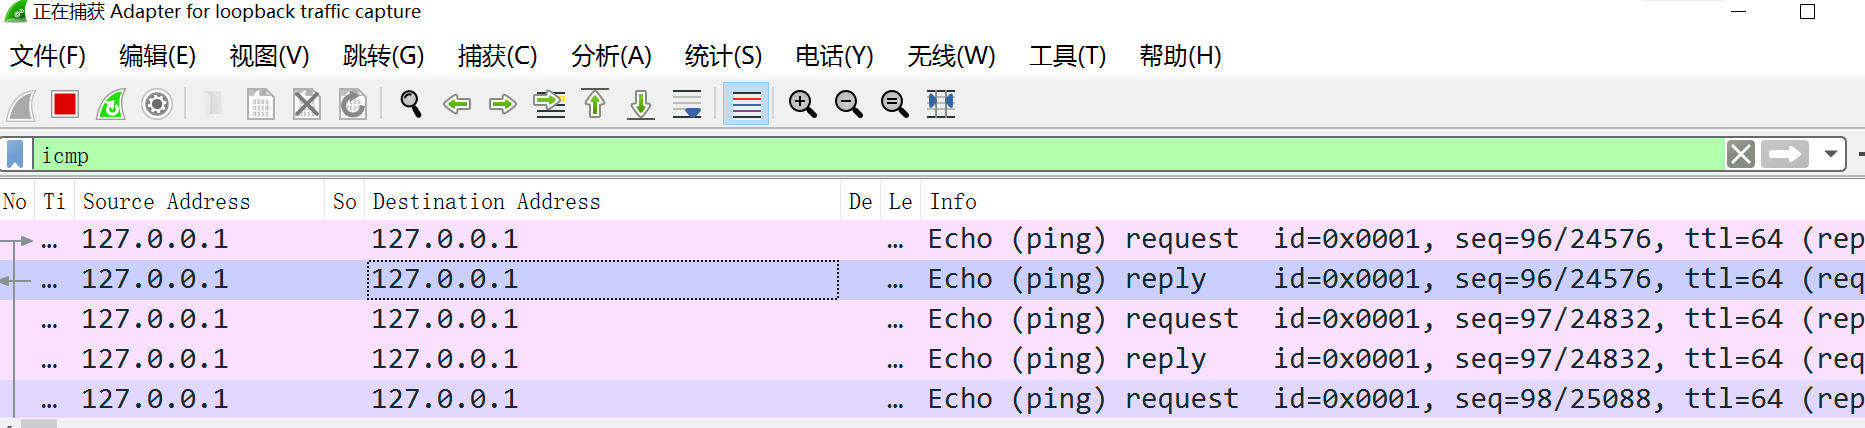 正在捕获 Adapter for loopback traffic capture
文件(F) 编辑(E) 视图(V) 跳转(G) 捕获(C) 分析(A) 统计(S) 电话(Y) 无线(W) 工具(T) 帮助(H)
icmp
No Ti Source Address So Destination Address De Le Info
… 127.0.0.1 127.0.0.1 … Echo (ping) request id=0x0001, seq=96/24576, ttl=64 (rep
… 127.0.0.1 127.0.0.1 … Echo (ping) reply id=0x0001, seq=96/24576, ttl=64 (req
… 127.0.0.1 127.0.0.1 … Echo (ping) request id=0x0001, seq=97/24832, ttl=64 (rep
… 127.0.0.1 127.0.0.1 … Echo (ping) reply id=0x0001, seq=97/24832, ttl=64 (req
… 127.0.0.1 127.0.0.1 … Echo (ping) request id=0x0001, seq=98/25088, ttl=64 (rep